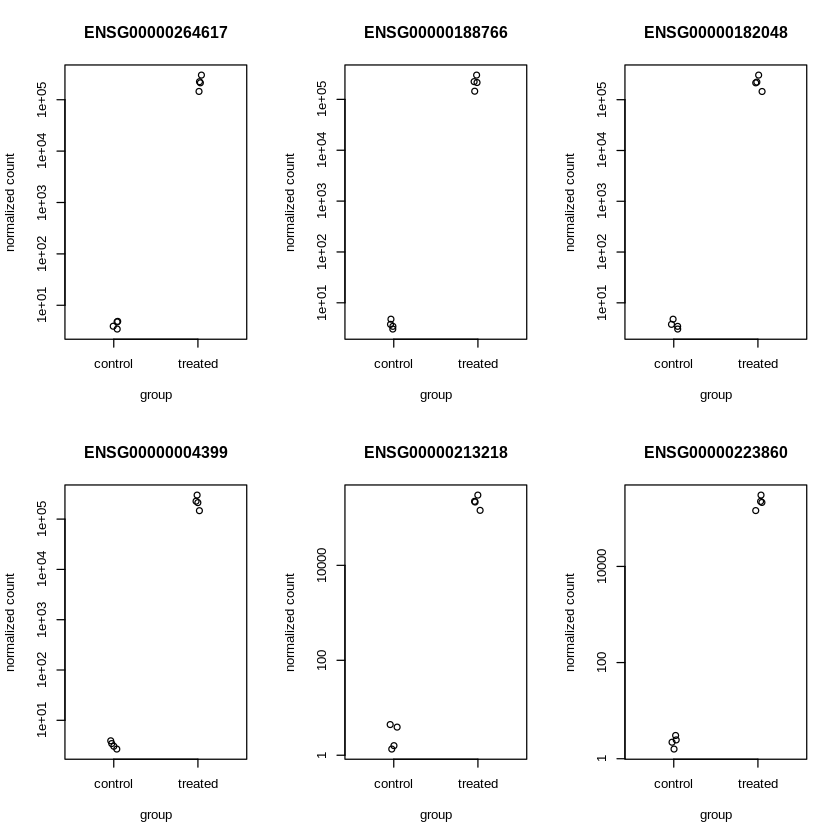 ENSG00000264617
normalized count
1e+05
1e+04
1e+03
1e+02
1e+01
control treated
group
ENSG00000188766
normalized count
1e+05
1e+04
1e+03
1e+02
1e+01
control treated
group
ENSG00000182048
normalized count
1e+05
1e+04
1e+03
1e+02
1e+01
control treated
group
ENSG00000004399
normalized count
1e+05
1e+04
1e+03
1e+02
1e+01
control treated
group
ENSG00000213218
normalized count
10000
100
1
control treated
group
ENSG00000223860
normalized count
10000
100
1
control treated
group